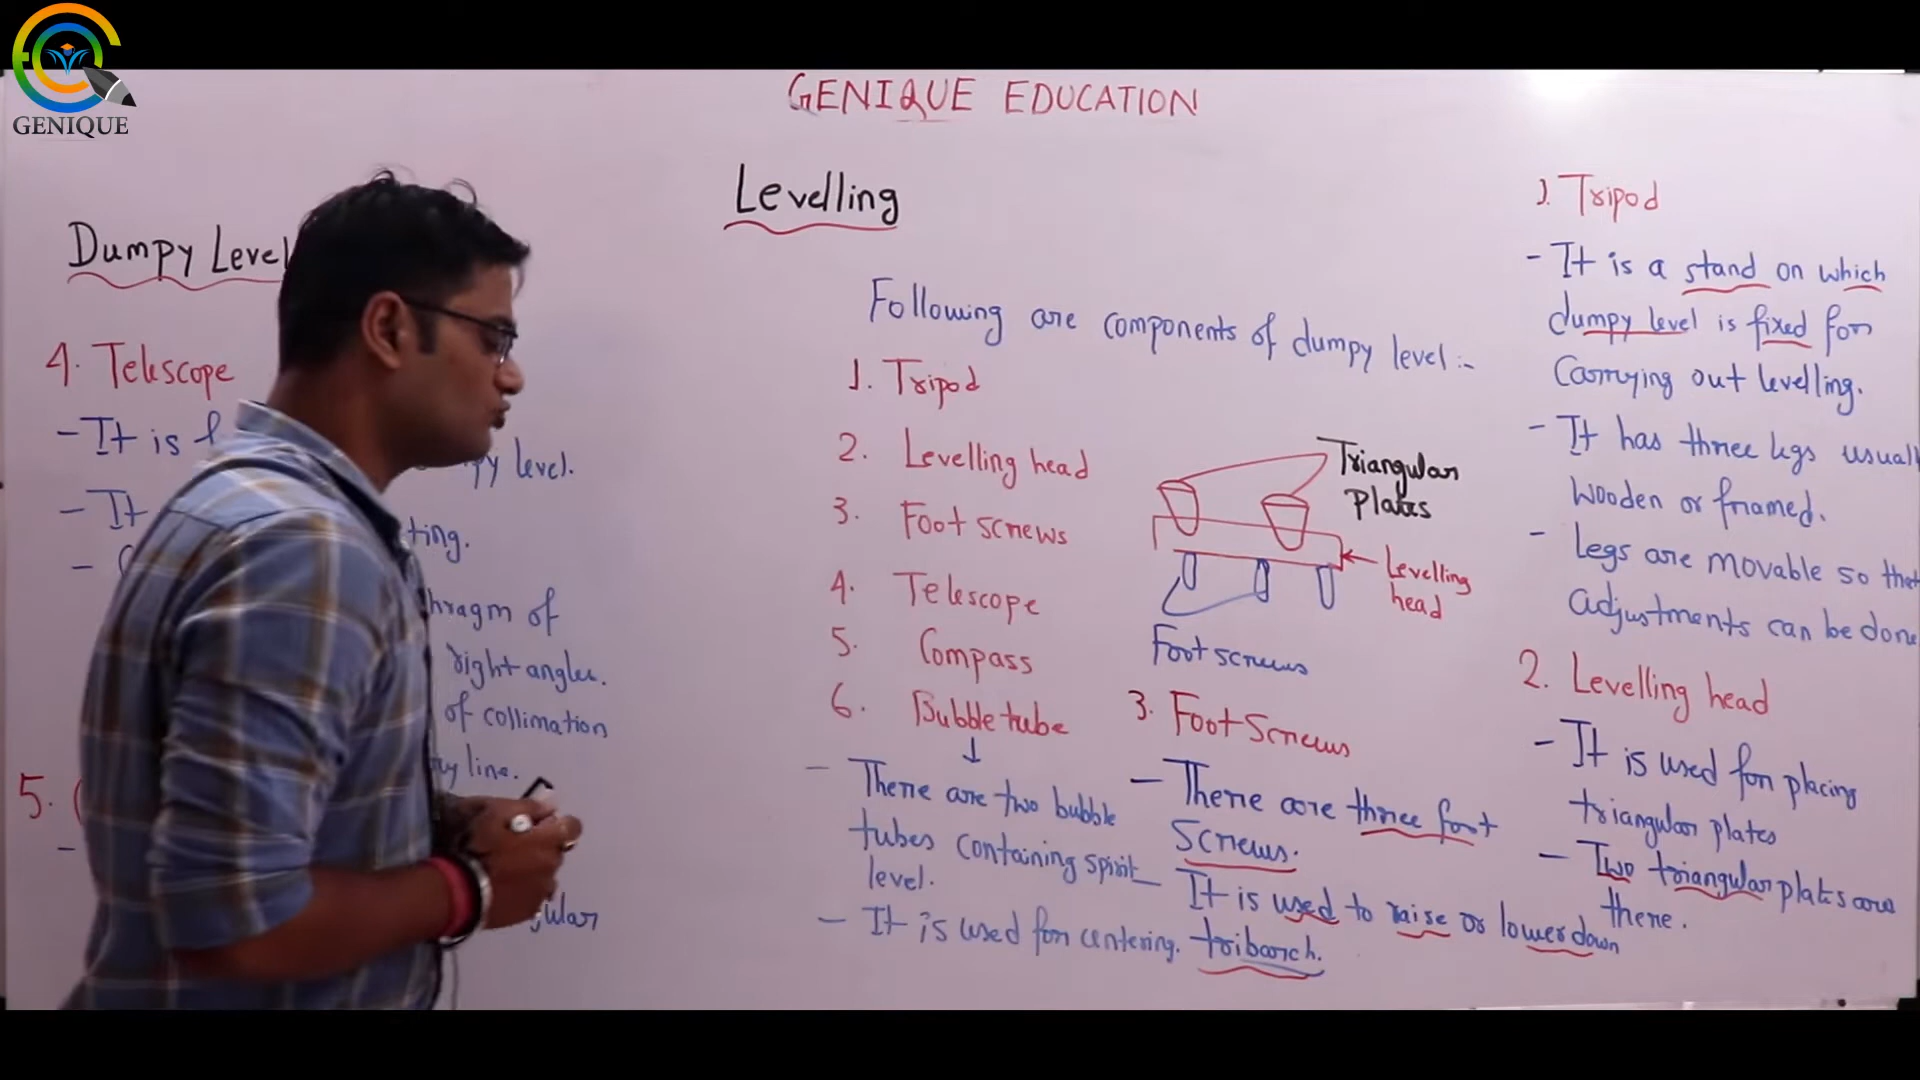 GENIQUE
GENIQUE EDUCATION
Levelling
Dumpy Level
4. Telescope
- It is
level.
- It
-
hragm of
right angles.
of collimation
line.
5.
-
Following are components of dumpy level :-
1. Tripod
2. Levelling head
3. Foot screws
4. Telescope
5. Compass
6. Bubble tube
- There are two bubble
tubes containing spirit
level.
- It is used for centering.
Triangular
Plates
Levelling
head
Foot screws
3. Foot Screws
- There are three foot
Screws.
- It is used to raise or lower down
tribarch.
1. Tripod
- It is a stand on which
dumpy level is fixed for
Carrying out levelling.
- It has three legs usuall
wooden or framed.
- Legs are movable so that
adjustments can be done
2. Levelling head
- It is used for placing
triangular plates
- Two triangular plates are
there.